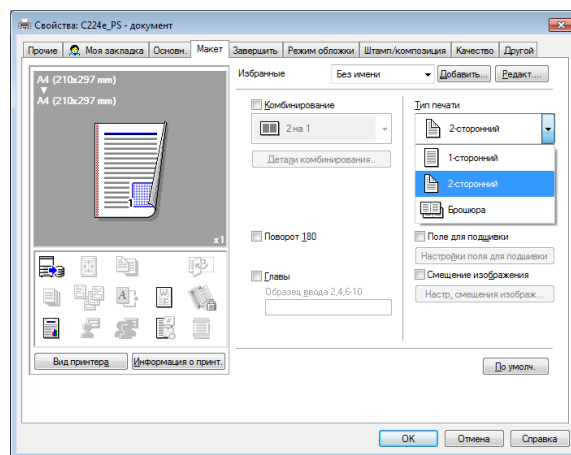 Свойства: C224e_PS - документ
Прочие Моя закладка Основн. Макет Завершить Режим обложки Штамп/композиция Качество Другой
A4 (210x297 mm)
A4 (210x297 mm)
1
x1
Вид принтера Информация о принт.
Избранные Без имени Добавить... Редакт....
Комбинирование
2 на 1
Детали комбинирования...
Поворот 180
Главы
Образец ввода 2,4,6-10
Тип печати
2-сторонний
1-сторонний
2-сторонний
Брошюра
Поле для подшивки
Настройки поля для подшивки
Смещение изображения
Настр. смещения изображ...
По умолч.
OK Отмена Справка